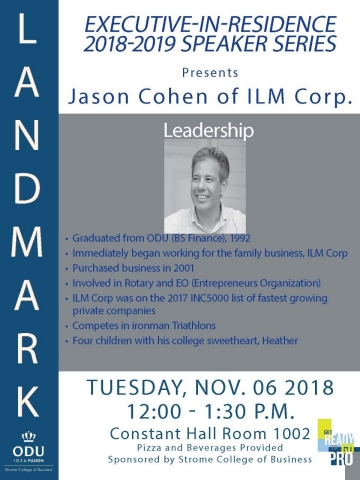 LANDMARK
EXECUTIVE-IN-RESIDENCE
2018-2019 SPEAKER SERIES
Presents
Jason Cohen of ILM Corp.
Leadership
• Graduated from ODU (BS Finance), 1992
• Immediately began working for the family business, ILM Corp
• Purchased business in 2001
• Involved in Rotary and EO (Entrepreneurs Organization)
• ILM Corp was on the 2017 INC5000 list of fastest growing
private companies
• Competes in ironman Triathlons
• Four children with his college sweetheart, Heather
TUESDAY, NOV. 06 2018
12:00 - 1:30 P.M.
Constant Hall Room 1002
Pizza and Beverages Provided
Sponsored by Strome College of Business
ODU
IDEA FUSION
Strome College of Business
GET
READY
PRO